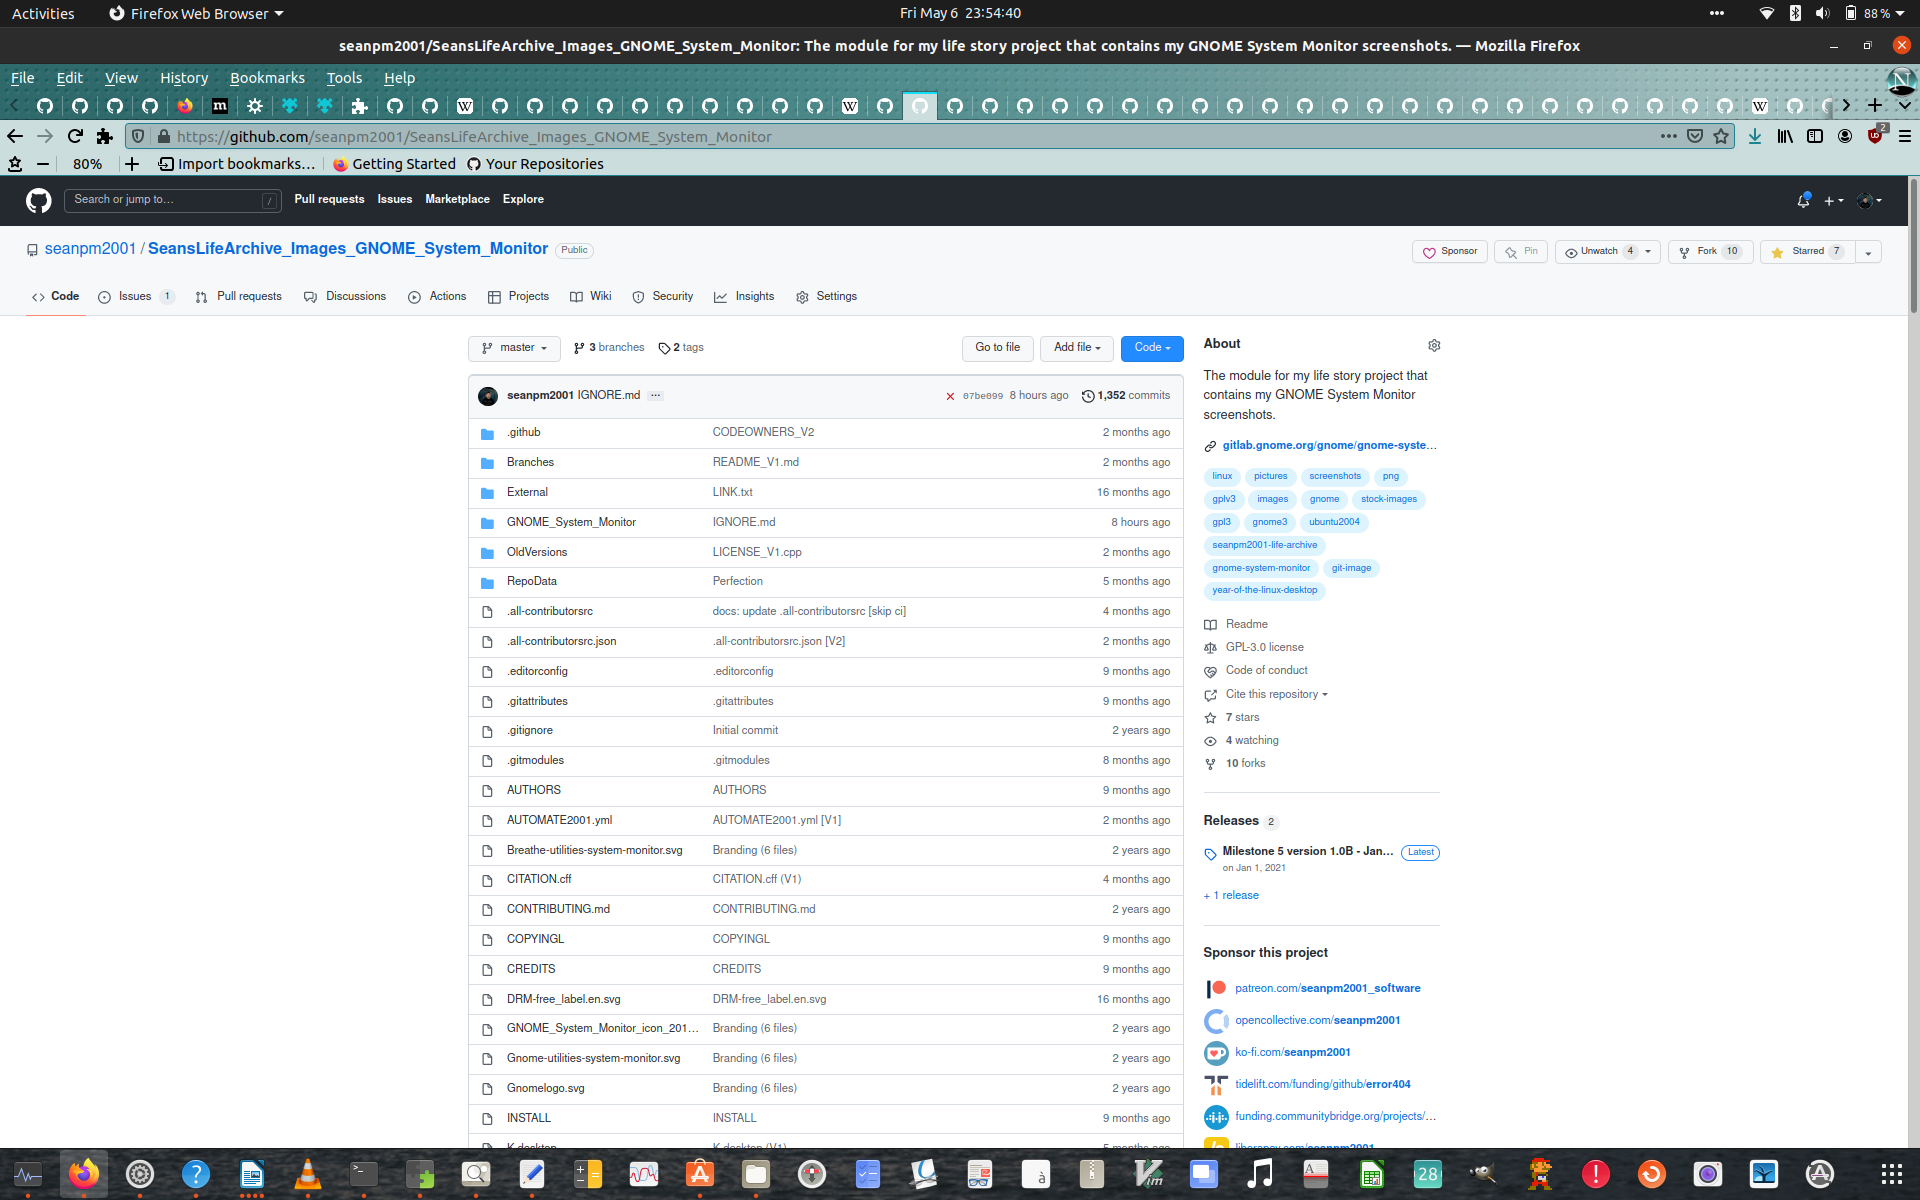 Activities
Firefox Web Browser
Fri May 6 23:54:40
88 %
seanpm2001/SeansLifeArchive_Images_GNOME_System_Monitor: The module for my life story project that contains my GNOME System Monitor screenshots. — Mozilla Firefox
File Edit View History Bookmarks Tools Help
https://github.com/seanpm2001/SeansLifeArchive_Images_GNOME_System_Monitor
2
80% Import bookmarks… Getting Started Your Repositories
Search or jump to… /
Pull requests Issues Marketplace Explore
seanpm2001 / SeansLifeArchive_Images_GNOME_System_Monitor Public
Sponsor Pin Unwatch 4 Fork 10 Starred 7
Code Issues 1 Pull requests Discussions Actions Projects Wiki Security Insights Settings
master 3 branches 2 tags Go to file Add file Code
seanpm2001 IGNORE.md ··· 07be099 8 hours ago 1,352 commits
.github CODEOWNERS_V2 2 months ago
Branches README_V1.md 2 months ago
External LINK.txt 16 months ago
GNOME_System_Monitor IGNORE.md 8 hours ago
OldVersions LICENSE_V1.cpp 2 months ago
RepoData Perfection 5 months ago
.all-contributorsrc docs: update .all-contributorsrc [skip ci] 4 months ago
.all-contributorsrc.json .all-contributorsrc.json [V2] 2 months ago
.editorconfig .editorconfig 9 months ago
.gitattributes .gitattributes 9 months ago
.gitignore Initial commit 2 years ago
.gitmodules .gitmodules 8 months ago
AUTHORS AUTHORS 9 months ago
AUTOMATE2001.yml AUTOMATE2001.yml [V1] 2 months ago
Breathe-utilities-system-monitor.svg Branding (6 files) 2 years ago
CITATION.cff CITATION.cff (V1) 4 months ago
CONTRIBUTING.md CONTRIBUTING.md 2 years ago
COPYINGL COPYINGL 9 months ago
CREDITS CREDITS 9 months ago
DRM-free_label.en.svg DRM-free_label.en.svg 16 months ago
GNOME_System_Monitor_icon_201… Branding (6 files) 2 years ago
Gnome-utilities-system-monitor.svg Branding (6 files) 2 years ago
Gnomelogo.svg Branding (6 files) 2 years ago
INSTALL INSTALL 9 months ago
About
The module for my life story project that
contains my GNOME System Monitor
screenshots.
gitlab.gnome.org/gnome/gnome-syste…
linux pictures screenshots png
gplv3 images gnome stock-images
gpl3 gnome3 ubuntu2004
seanpm2001-life-archive
gnome-system-monitor git-image
year-of-the-linux-desktop
Readme
GPL-3.0 license
Code of conduct
Cite this repository
7 stars
4 watching
10 forks
Releases 2
Milestone 5 version 1.0B - Jan… Latest
on Jan 1, 2021
+ 1 release
Sponsor this project
patreon.com/seanpm2001_software
opencollective.com/seanpm2001
ko-fi.com/seanpm2001
tidelift.com/funding/github/error404
funding.communitybridge.org/projects/…
28